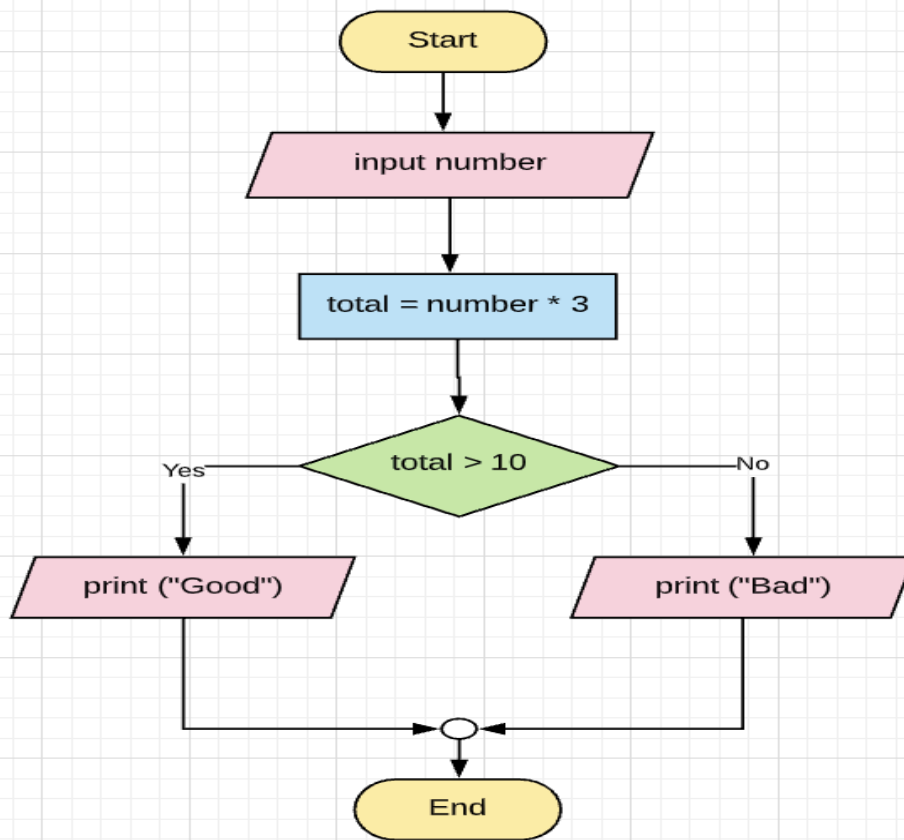 Start
input number
total = number * 3
total > 10
Yes
No
print ("Good")
print ("Bad")
End